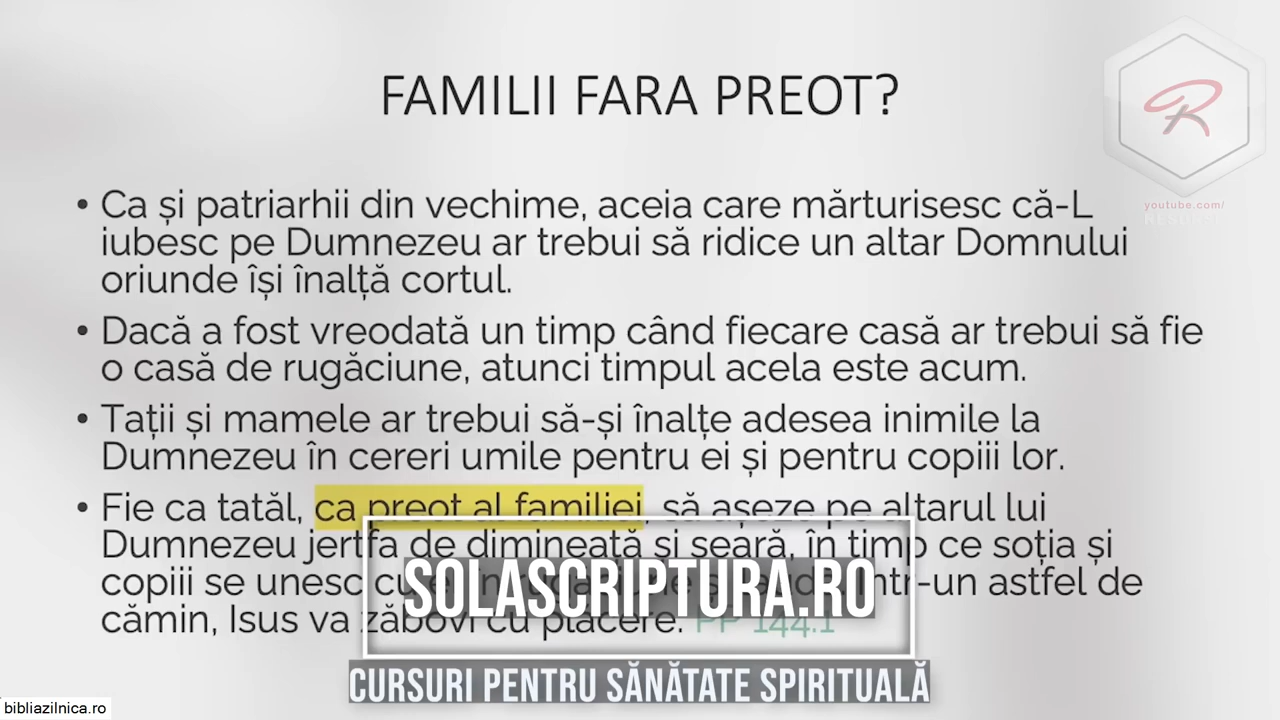 FAMILII FARA PREOT?
youtube.com/
• Ca și patriarhii din vechime, aceia care mărturisesc că-L
iubesc pe Dumnezeu ar trebui să ridice un altar Domnului
oriunde își înalță cortul.
• Dacă a fost vreodată un timp când fiecare casă ar trebui să fie
o casă de rugăciune, atunci timpul acela este acum.
• Tații și mamele ar trebui să-și înalțe adesea inimile la
Dumnezeu în cereri umile pentru ei și pentru copiii lor.
• Fie ca tatăl, ca preot al familiei, să așeze pe altarul lui
Dumnezeu jertfa de dimineață și seară, în timp ce soția și
copiii se unesc într-un astfel de
cămin, Isus va zăbovi cu plăcere. PP 144.1
SOLASCRIPTURA.RO
CURSURI PENTRU SĂNĂTATE SPIRITUALĂ
bibliazilnica.ro